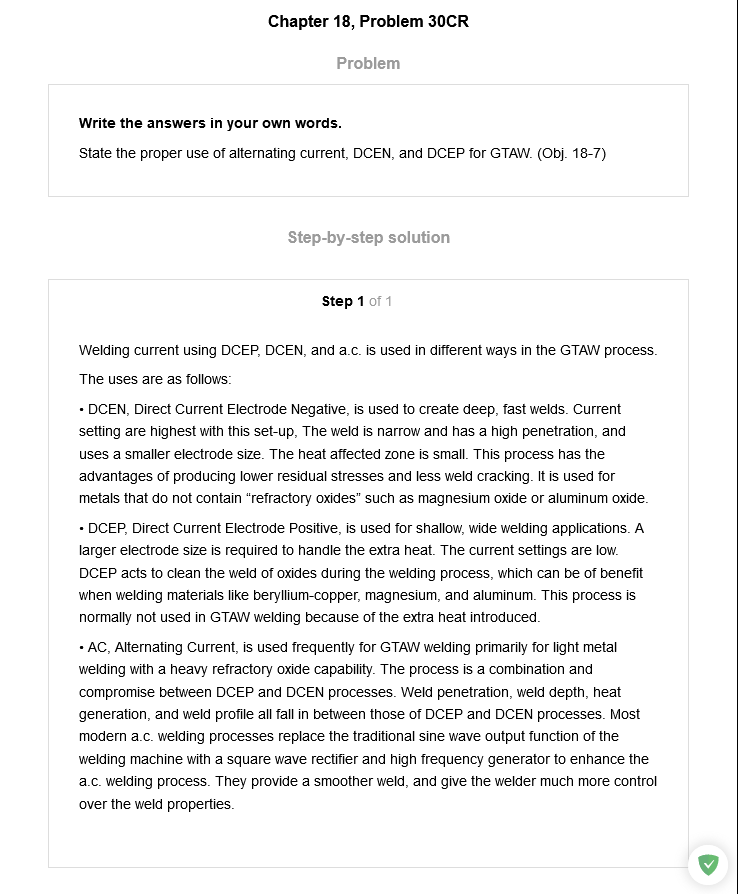 Chapter 18, Problem 30CR
Problem
Write the answers in your own words.
State the proper use of alternating current, DCEN, and DCEP for GTAW. (Obj. 18-7)
Step-by-step solution
Step 1 of 1
Welding current using DCEP, DCEN, and a.c. is used in different ways in the GTAW process.
The uses are as follows:
• DCEN, Direct Current Electrode Negative, is used to create deep, fast welds. Current
setting are highest with this set-up, The weld is narrow and has a high penetration, and
uses a smaller electrode size. The heat affected zone is small. This process has the
advantages of producing lower residual stresses and less weld cracking. It is used for
metals that do not contain “refractory oxides” such as magnesium oxide or aluminum oxide.
• DCEP, Direct Current Electrode Positive, is used for shallow, wide welding applications. A
larger electrode size is required to handle the extra heat. The current settings are low.
DCEP acts to clean the weld of oxides during the welding process, which can be of benefit
when welding materials like beryllium-copper, magnesium, and aluminum. This process is
normally not used in GTAW welding because of the extra heat introduced.
• AC, Alternating Current, is used frequently for GTAW welding primarily for light metal
welding with a heavy refractory oxide capability. The process is a combination and
compromise between DCEP and DCEN processes. Weld penetration, weld depth, heat
generation, and weld profile all fall in between those of DCEP and DCEN processes. Most
modern a.c. welding processes replace the traditional sine wave output function of the
welding machine with a square wave rectifier and high frequency generator to enhance the
a.c. welding process. They provide a smoother weld, and give the welder much more control
over the weld properties.